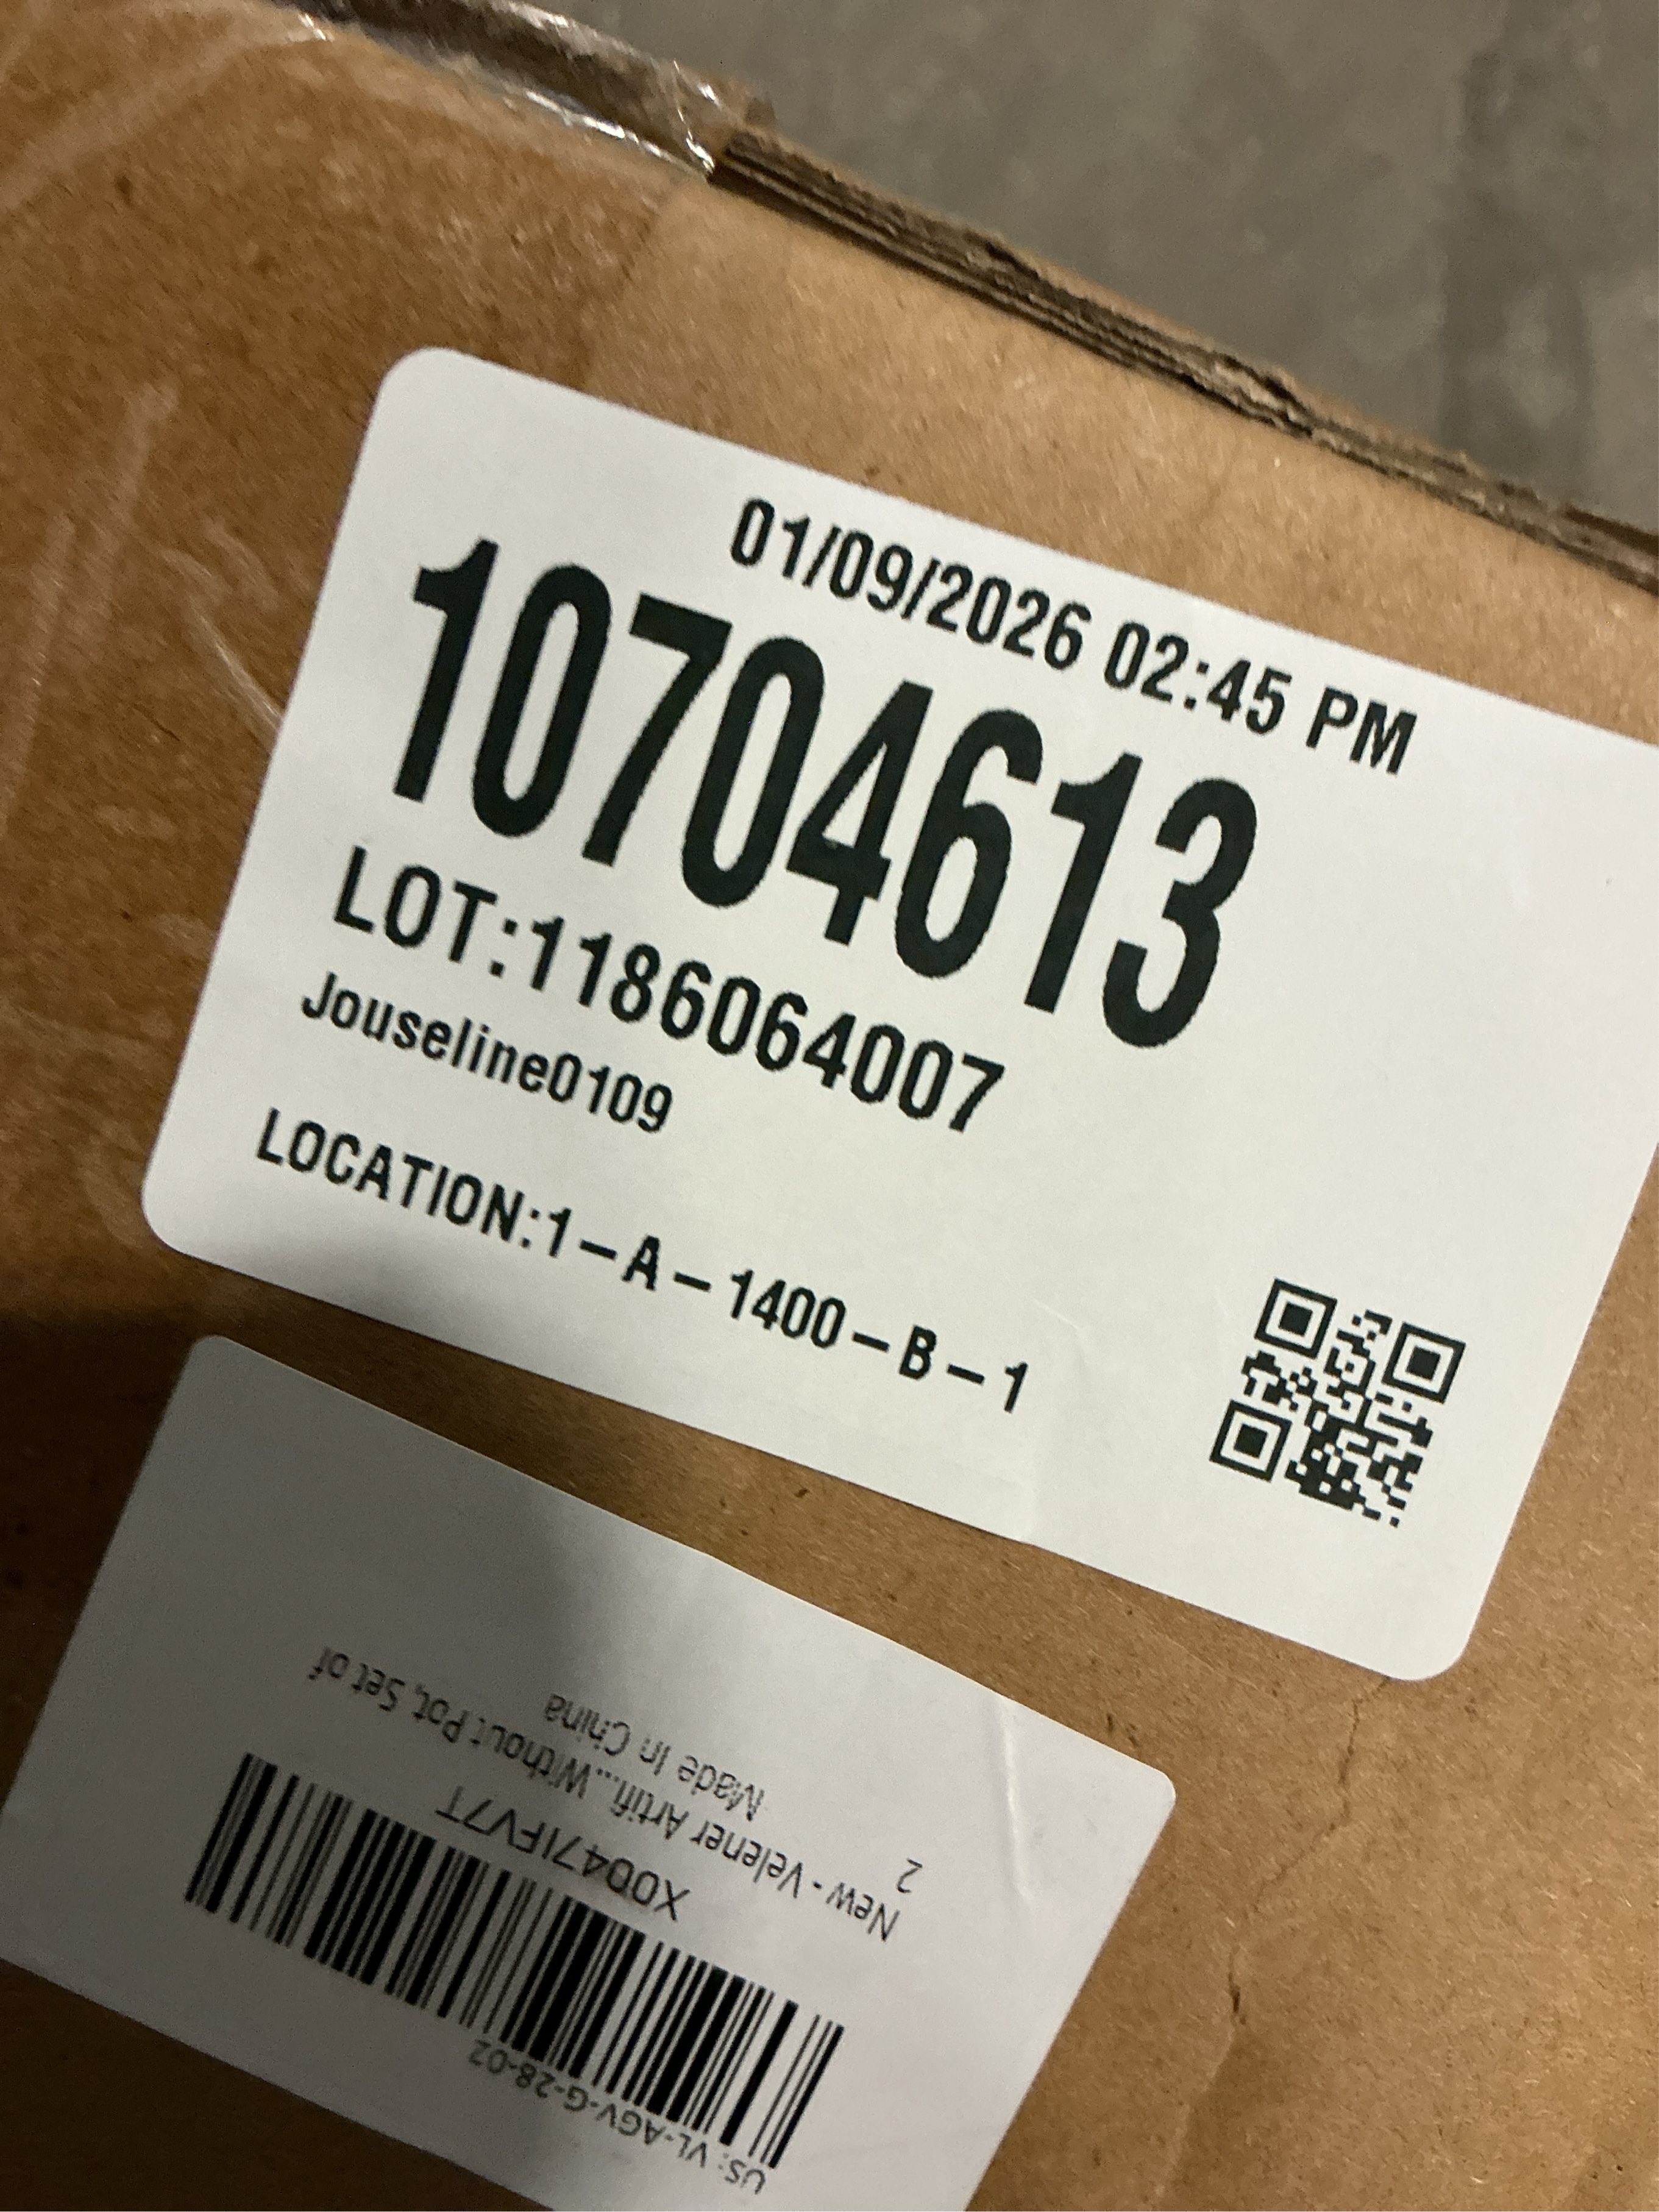 01/09/2026 02:45 PM
10704613
LOT:1186064007
Jouseline0109
LOCATION:1-A-1400-B-1
US: VL-AGV-G-28-02
X00471FV7T
New - Velener Artifi...Without Pot, Set of
2
Made In China